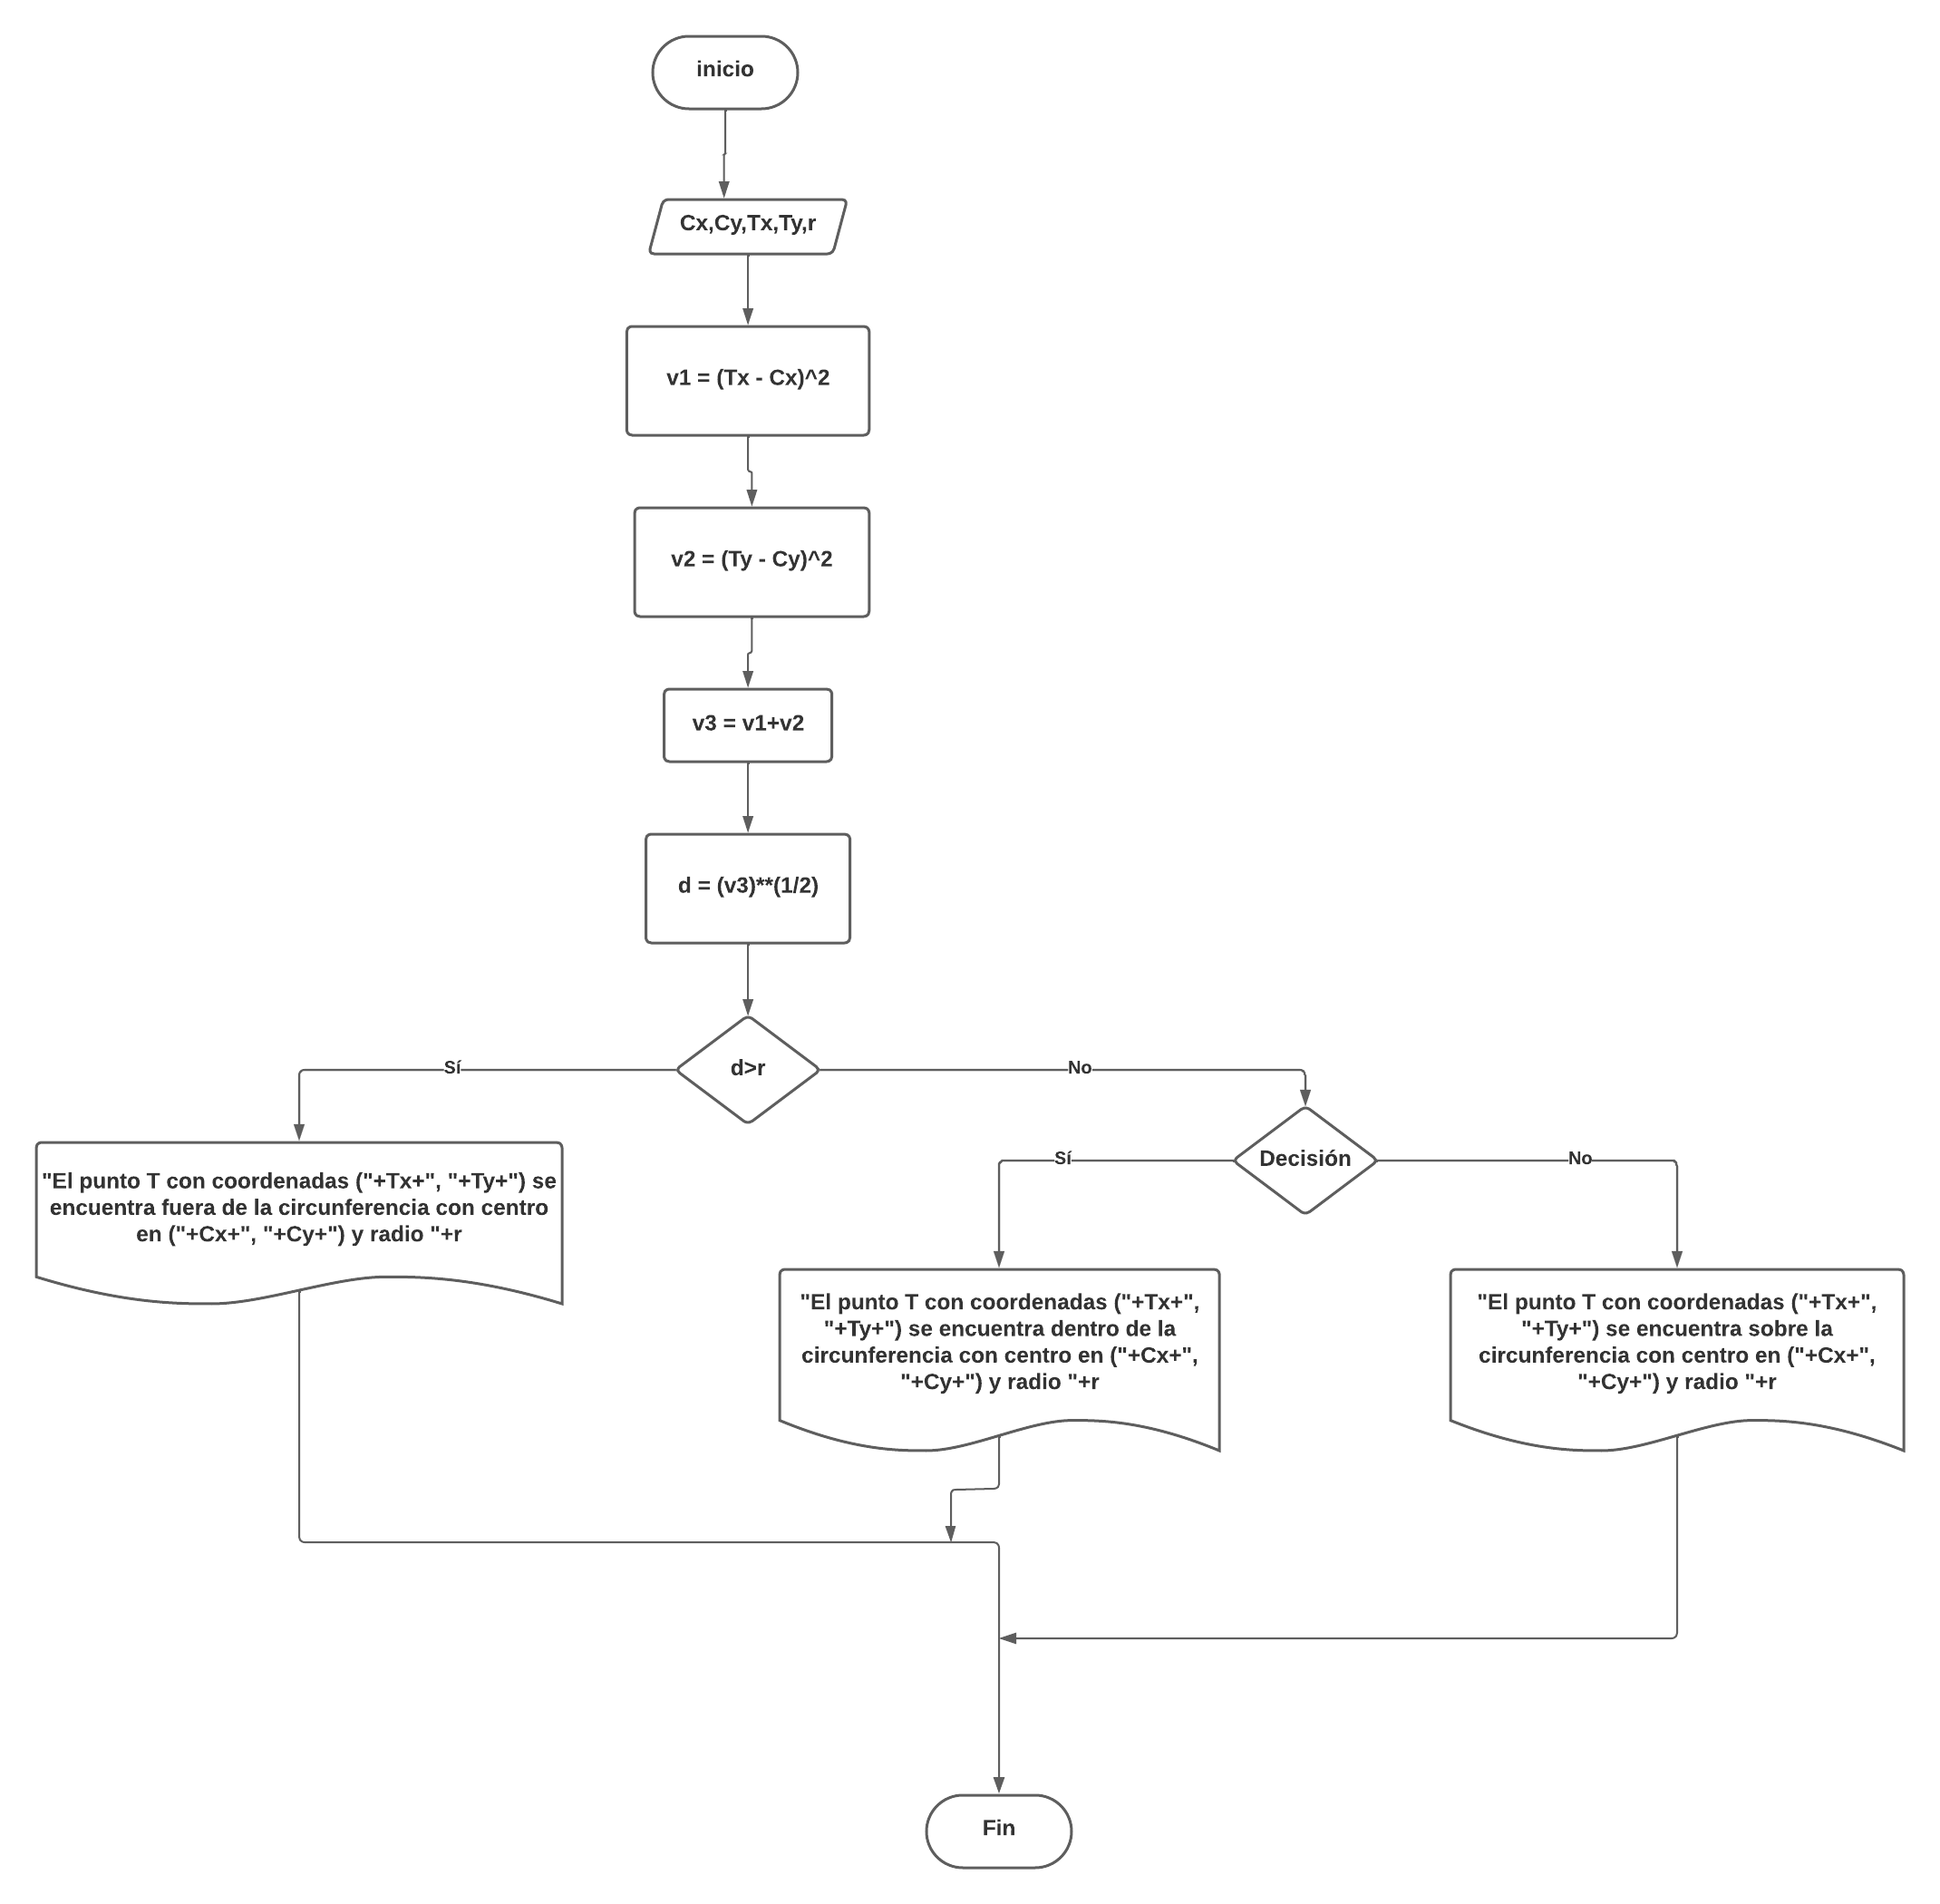 inicio
Cx,Cy,Tx,Ty,r
v1 = (Tx - Cx)^2
v2 = (Ty - Cy)^2
v3 = v1+v2
d = (v3)**(1/2)
d>r
Sí
No
Decisión
Sí
No
"El punto T con coordenadas ("+Tx+", "+Ty+") se
encuentra fuera de la circunferencia con centro
en ("+Cx+", "+Cy+") y radio "+r
"El punto T con coordenadas ("+Tx+",
"+Ty+") se encuentra dentro de la
circunferencia con centro en ("+Cx+",
"+Cy+") y radio "+r
"El punto T con coordenadas ("+Tx+",
"+Ty+") se encuentra sobre la
circunferencia con centro en ("+Cx+",
"+Cy+") y radio "+r
Fin